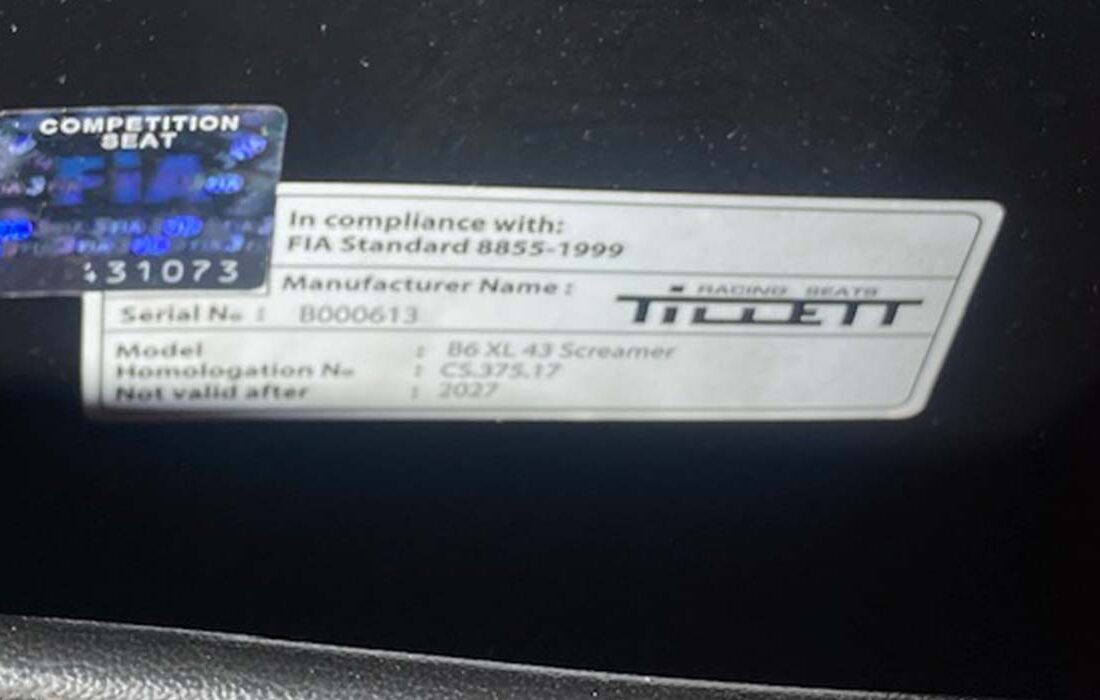 COMPETITION
SEAT
FIA
31073
In compliance with:
FIA Standard 8855-1999
Manufacturer Name :
RACING SEATS
TILLETT
Serial No : B000613
Model : B6 XL 43 Screamer
Homologation No : CS.375.17
Not valid after : 2027